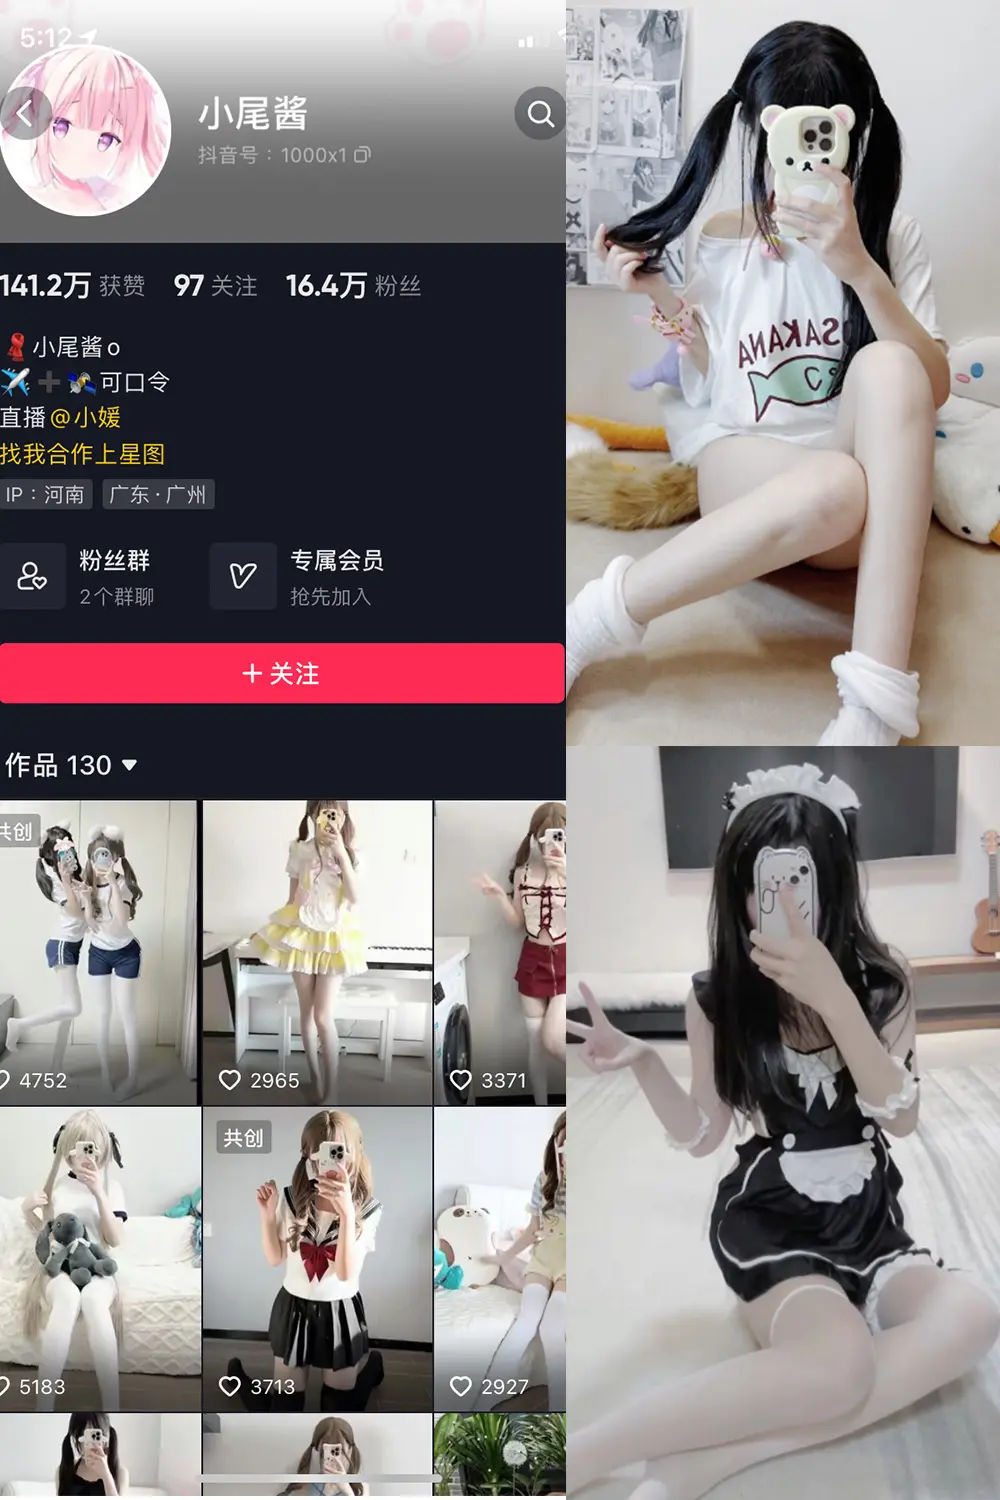 5:12
小尾酱
抖音号：1000x1
141.2万 获赞 97 关注 16.4万 粉丝
小尾酱o
可口令
直播@小媛
找我合作上星图
IP：河南 广东·广州
粉丝群
2个群聊
专属会员
抢先加入
+ 关注
作品 130
共创
4752
2965
3371
共创
5183
3713
2927
OSAKANA